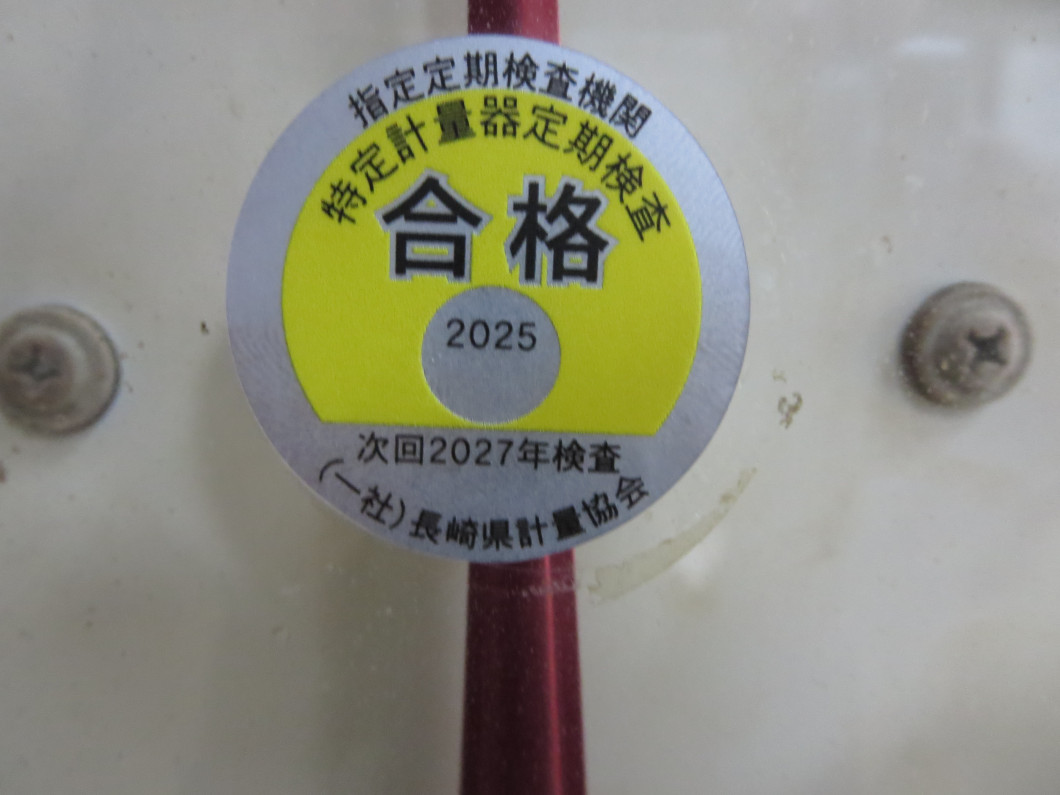 指定定期検査機関
特定計量器定期検査
合格
2025
次回2027年検査
(一社)長崎県計量協会